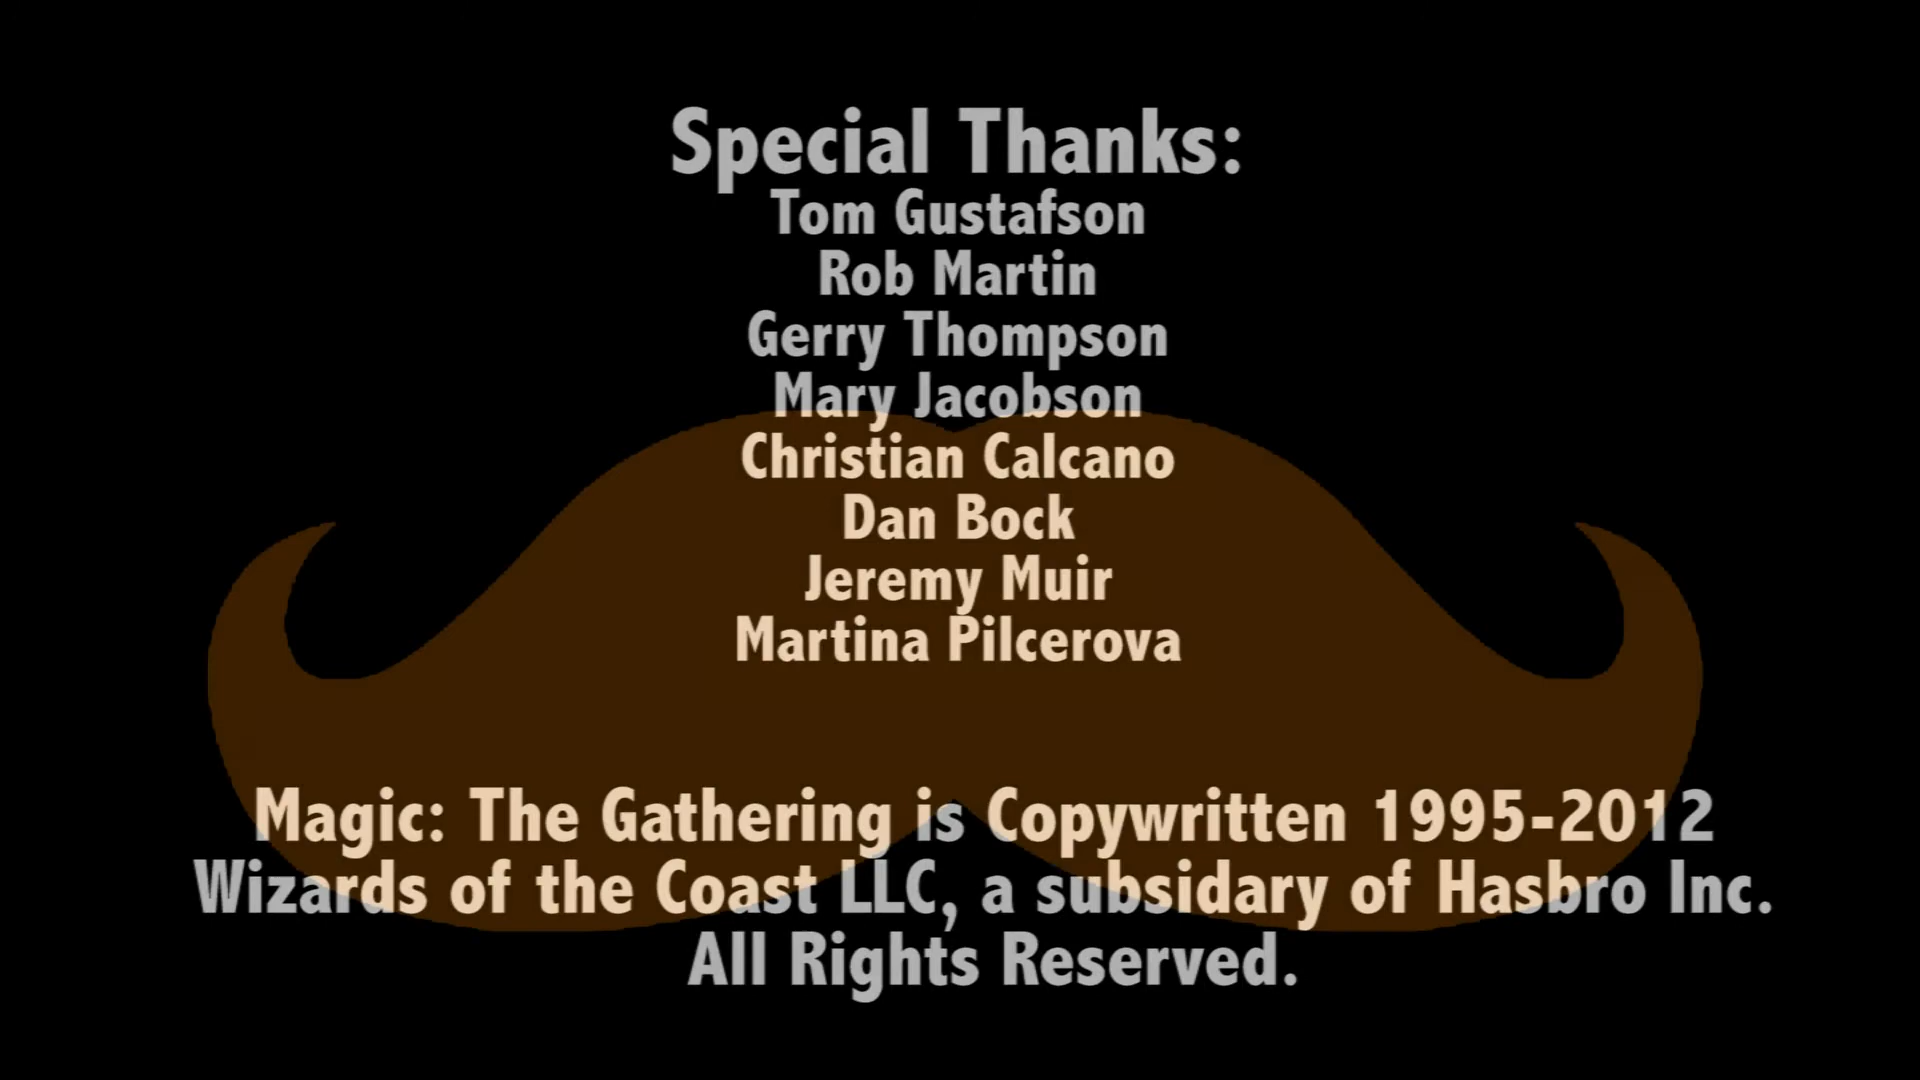 Special Thanks:
Tom Gustafson
Rob Martin
Gerry Thompson
Mary Jacobson
Christian Calcano
Dan Bock
Jeremy Muir
Martina Pilcerova
Magic: The Gathering is Copywritten 1995-2012
Wizards of the Coast LLC, a subsidary of Hasbro Inc.
All Rights Reserved.